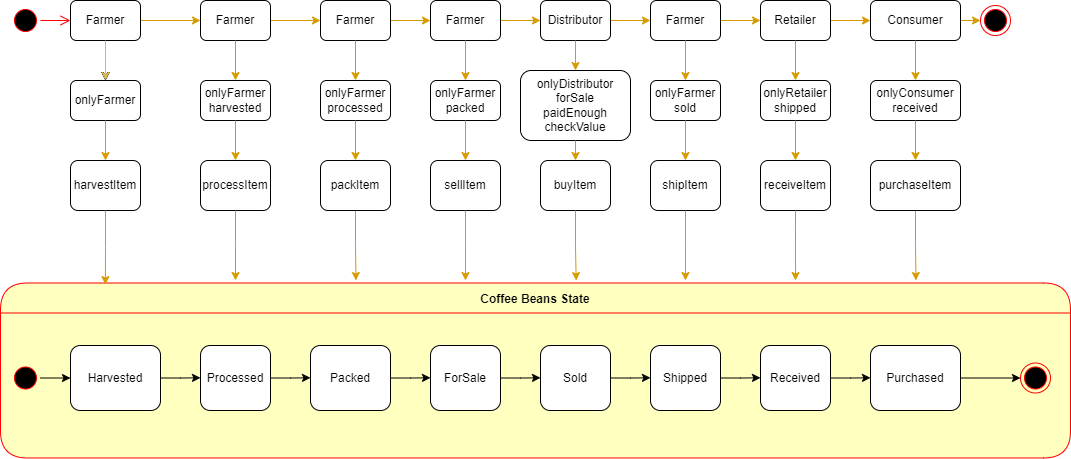 Farmer
Farmer
Farmer
Farmer
Distributor
Farmer
Retailer
Consumer
onlyFarmer
onlyFarmer
harvested
onlyFarmer
processed
onlyFarmer
packed
onlyDistributor
forSale
paidEnough
checkValue
onlyFarmer
sold
onlyRetailer
shipped
onlyConsumer
received
harvestItem
processItem
packItem
sellItem
buyItem
shipItem
receiveItem
purchaseItem
Coffee Beans State
Harvested
Processed
Packed
ForSale
Sold
Shipped
Received
Purchased